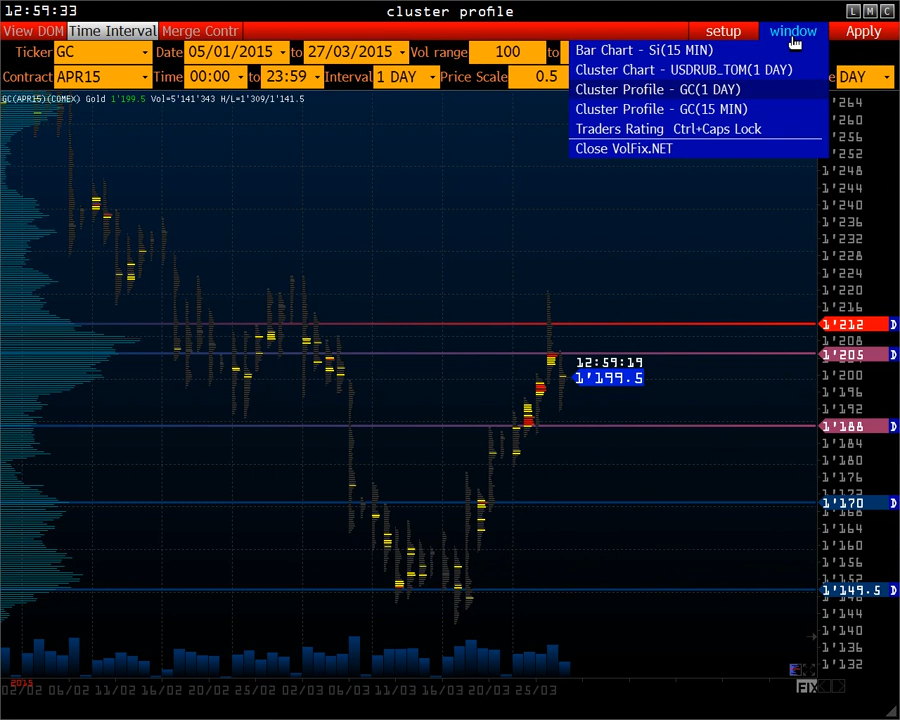 12:59:33 cluster profile L M C
View DOM Time Interval Merge Contr setup window Apply
Ticker GC Date 05/01/2015 to 27/03/2015 Vol range 100 to
Contract APR15 Time 00:00 to 23:59 Interval 1 DAY Price Scale 0.5 DAY
Bar Chart - Si(15 MIN)
Cluster Chart - USDRUB_TOM(1 DAY)
Cluster Profile - GC(1 DAY)
Cluster Profile - GC(15 MIN)
Traders Rating Ctrl+Caps Lock
Close VolFix.NET
GC(APR15)(COMEX) Gold 1'199.5 Vol=5'141'343 H/L=1'309/1'141.5
1'264
1'260
1'256
1'252
1'248
1'244
1'240
1'236
1'232
1'228
1'224
1'220
1'216
1'212 D
1'208
1'205 D
12:59:19
1'199.5
1'200
1'196
1'192
1'188 D
1'184
1'180
1'176
1'172
1'170 D
1'168
1'164
1'160
1'156
1'152
1'149.5 D
1'144
1'140
1'136
1'132
2015
02/02 06/02 11/02 16/02 20/02 25/02 02/03 06/03 11/03 16/03 20/03 25/03
FIX